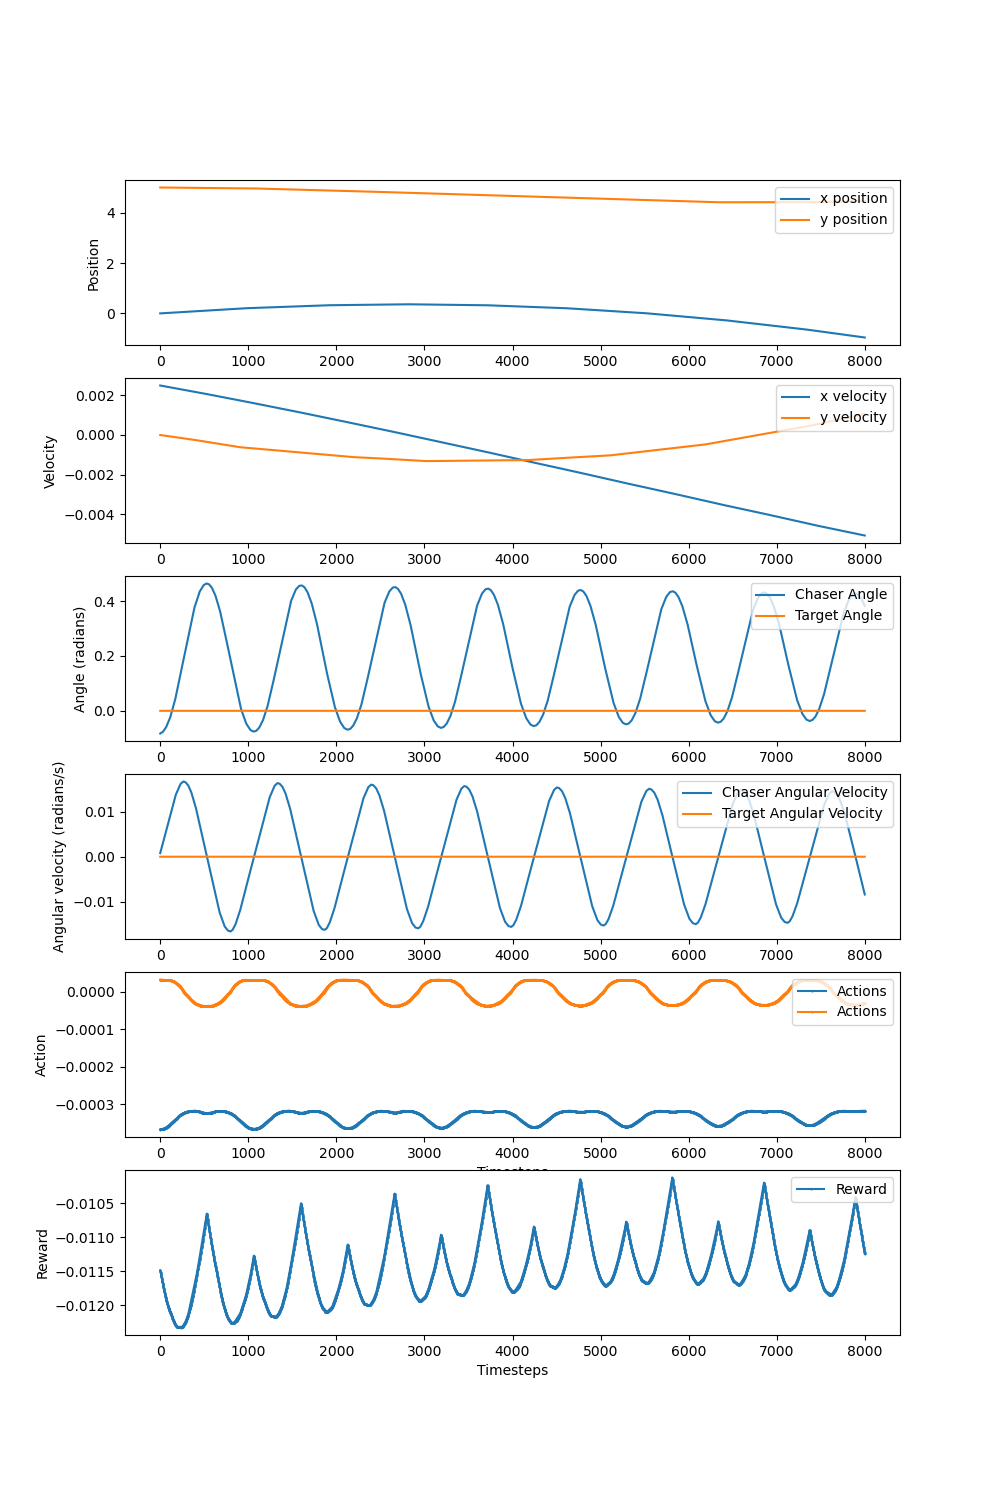 Position
4
2
0
x position
y position
0 1000 2000 3000 4000 5000 6000 7000 8000
Velocity
0.002
0.000
−0.002
−0.004
x velocity
y velocity
0 1000 2000 3000 4000 5000 6000 7000 8000
Angle (radians)
0.4
0.2
0.0
Chaser Angle
Target Angle
0 1000 2000 3000 4000 5000 6000 7000 8000
Angular velocity (radians/s)
0.01
0.00
−0.01
Chaser Angular Velocity
Target Angular Velocity
0 1000 2000 3000 4000 5000 6000 7000 8000
Action
0.0000
−0.0001
−0.0002
−0.0003
Actions
Actions
0 1000 2000 3000 4000 5000 6000 7000 8000
Timesteps
Reward
−0.0105
−0.0110
−0.0115
−0.0120
Reward
0 1000 2000 3000 4000 5000 6000 7000 8000
Timesteps